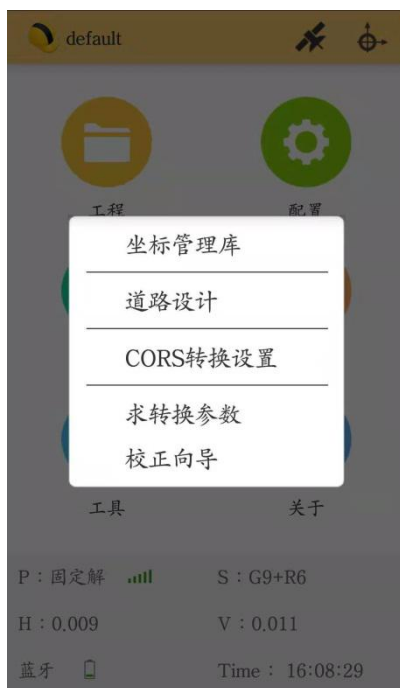 default
工程 配置
坐标管理库
道路设计
CORS转换设置
求转换参数
校正向导
工具 关于
P：固定解 S：G9+R6
H：0.009 V：0.011
蓝牙 Time： 16:08:29